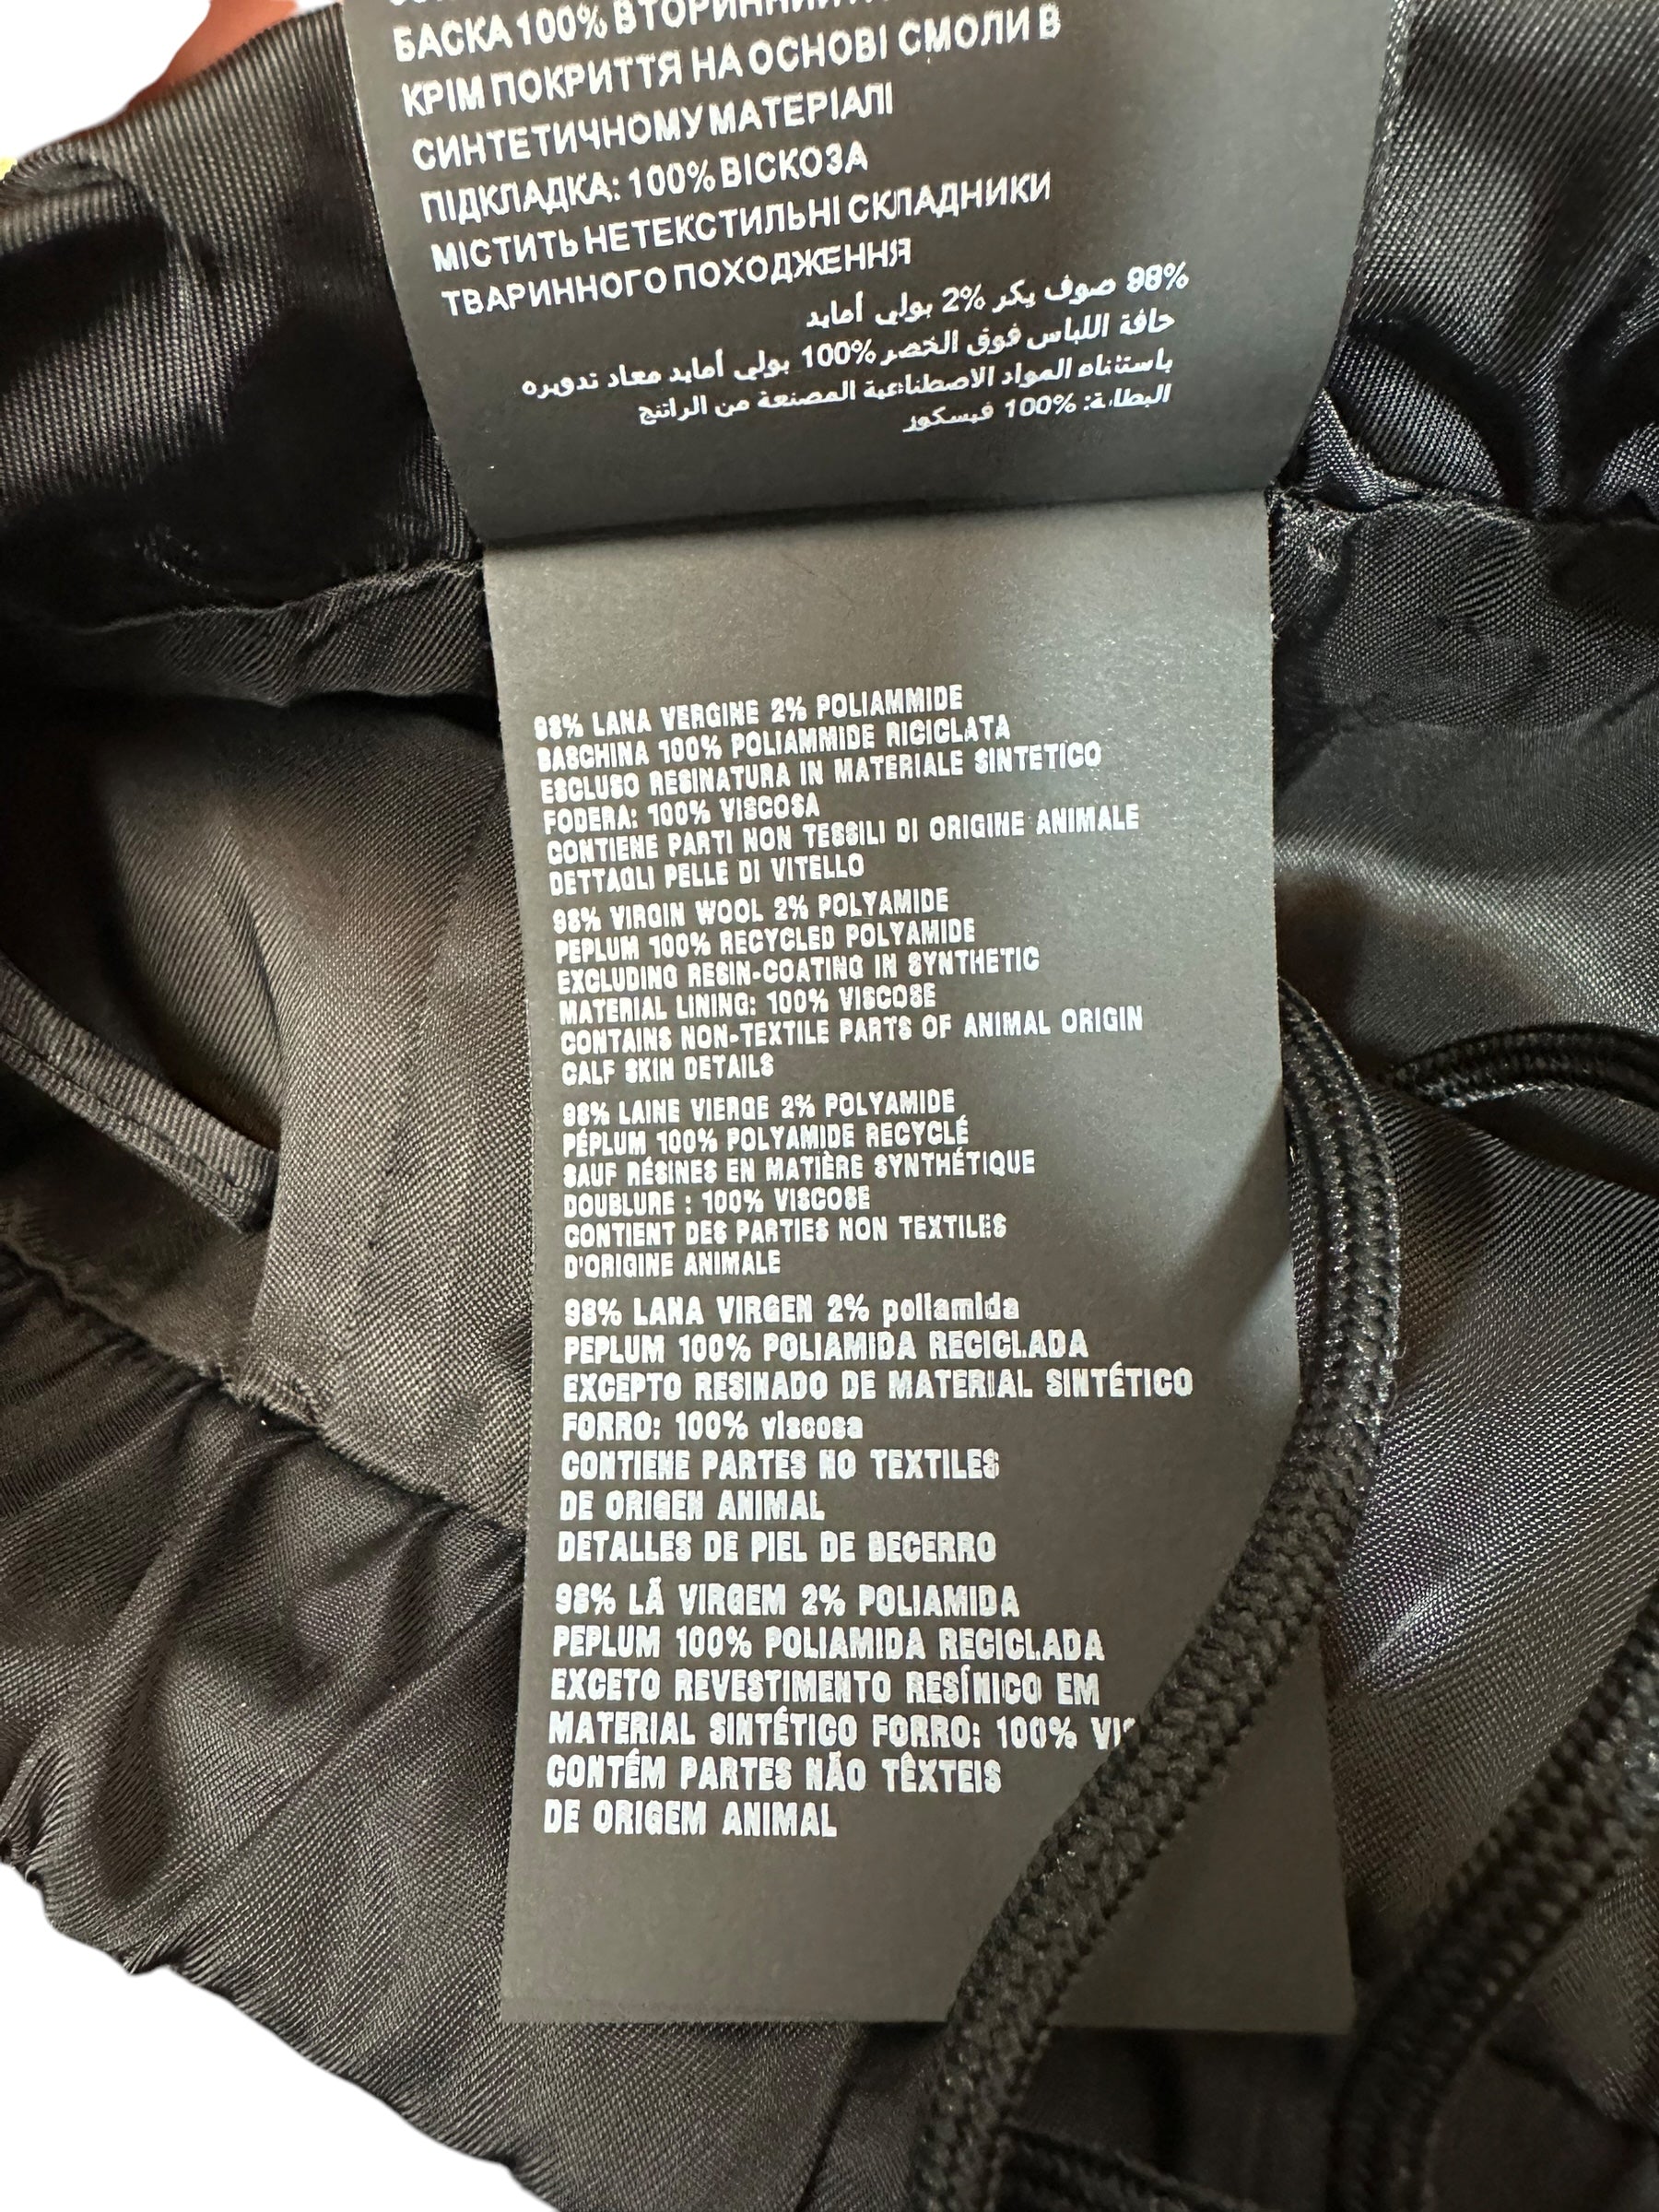 БАСКА 100% ВТОРИННИЙ
КРІМ ПОКРИТТЯ НА ОСНОВІ СМОЛИ В
СИНТЕТИЧНОМУ МАТЕРІАЛІ
ПІДКЛАДКА: 100% ВІСКОЗА
МІСТИТЬ НЕТЕКСТИЛЬНІ СКЛАДНИКИ
ТВАРИННОГО ПОХОДЖЕННЯ
98% صوف بكر 2% بولي أمايد
حافة اللباس فوق الخصر 100% بولي أمايد معاد تدويره
باستثناء المواد الاصطناعية المصنعة من الراتنج
البطانة: 100% فيسكوز
98% LANA VERGINE 2% POLIAMMIDE
BASCHINA 100% POLIAMMIDE RICICLATA
ESCLUSO RESINATURA IN MATERIALE SINTETICO
FODERA: 100% VISCOSA
CONTIENE PARTI NON TESSILI DI ORIGINE ANIMALE
DETTAGLI PELLE DI VITELLO
98% VIRGIN WOOL 2% POLYAMIDE
PEPLUM 100% RECYCLED POLYAMIDE
EXCLUDING RESIN-COATING IN SYNTHETIC
MATERIAL LINING: 100% VISCOSE
CONTAINS NON-TEXTILE PARTS OF ANIMAL ORIGIN
CALF SKIN DETAILS
98% LAINE VIERGE 2% POLYAMIDE
PÉPLUM 100% POLYAMIDE RECYCLÉ
SAUF RÉSINES EN MATIÈRE SYNTHÉTIQUE
DOUBLURE : 100% VISCOSE
CONTIENT DES PARTIES NON TEXTILES
D'ORIGINE ANIMALE
98% LANA VIRGEN 2% poliamida
PEPLUM 100% POLIAMIDA RECICLADA
EXCEPTO RESINADO DE MATERIAL SINTÉTICO
FORRO: 100% viscosa
CONTIENE PARTES NO TEXTILES
DE ORIGEN ANIMAL
DETALLES DE PIEL DE BECERRO
98% LÃ VIRGEM 2% POLIAMIDA
PEPLUM 100% POLIAMIDA RECICLADA
EXCETO REVESTIMENTO RESÍNICO EM
MATERIAL SINTÉTICO FORRO: 100%
CONTÉM PARTES NÃO TÊXTEIS
DE ORIGEM ANIMAL